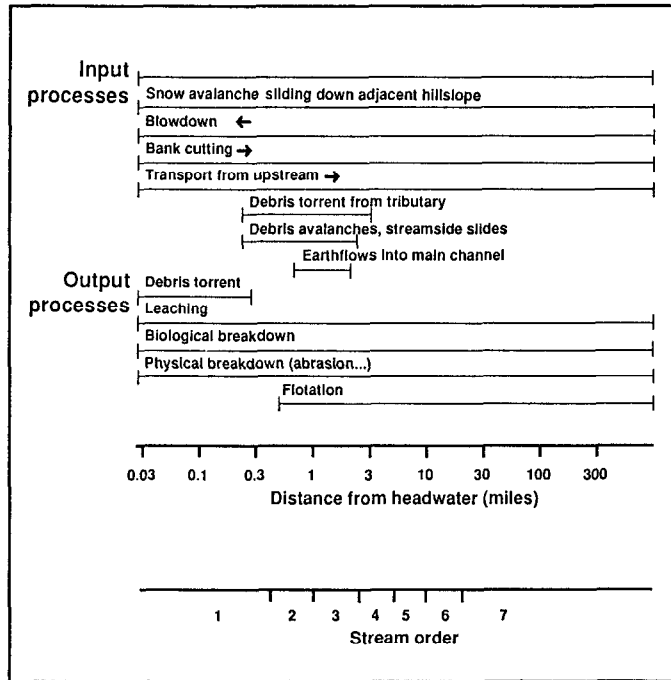 Input
processes
Snow avalanche sliding down adjacent hillslope
Blowdown ←
Bank cutting →
Transport from upstream →
Debris torrent from tributary
Debris avalanches, streamside slides
Earthflows into main channel
Output
processes
Debris torrent
Leaching
Biological breakdown
Physical breakdown (abrasion...)
Flotation
0.03 0.1 0.3 1 3 10 30 100 300
Distance from headwater (miles)
1 2 3 4 5 6 7
Stream order